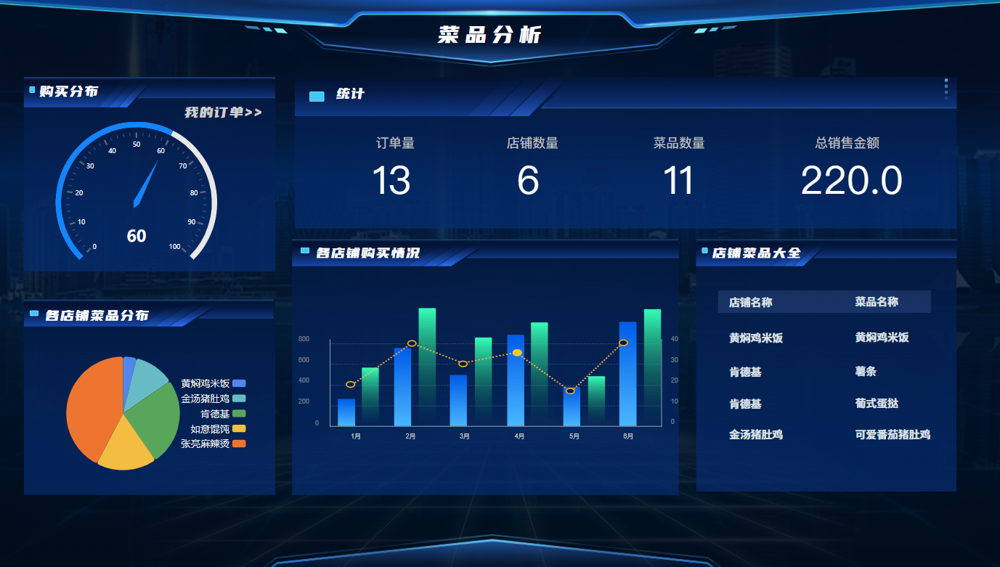 菜品分析
购买分布
我的订单>>
0
10
20
30
40
50
60
70
80
90
100
60
统计
订单量 店铺数量 菜品数量 总销售金额
13 6 11 220.0
各店铺菜品分布
黄焖鸡米饭
金汤猪肚鸡
肯德基
如意馄饨
张亮麻辣烫
各店铺购买情况
800 40
600 30
400 20
200 10
0 0
1月 2月 3月 4月 5月 6月
店铺菜品大全
店铺名称 菜品名称
黄焖鸡米饭 黄焖鸡米饭
肯德基 薯条
肯德基 葡式蛋挞
金汤猪肚鸡 可爱番茄猪肚鸡